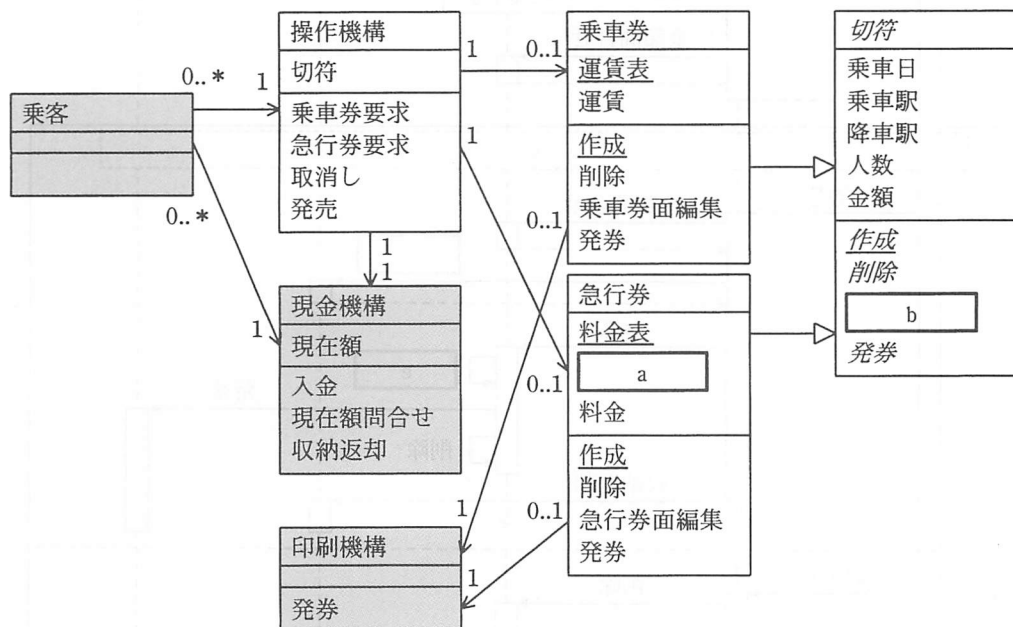 乗客
0..*
1
0..*
1
操作機構
切符
乗車券要求
急行券要求
取消し
発売
1
0..1
1
0..1
1
1
現金機構
現在額
入金
現在額問合せ
収納返却
印刷機構
発券
1
1
乗車券
運賃表
運賃
作成
削除
乗車券面編集
発券
0..1
急行券
料金表
a
料金
作成
削除
急行券面編集
発券
0..1
切符
乗車日
乗車駅
降車駅
人数
金額
作成
削除
b
発券